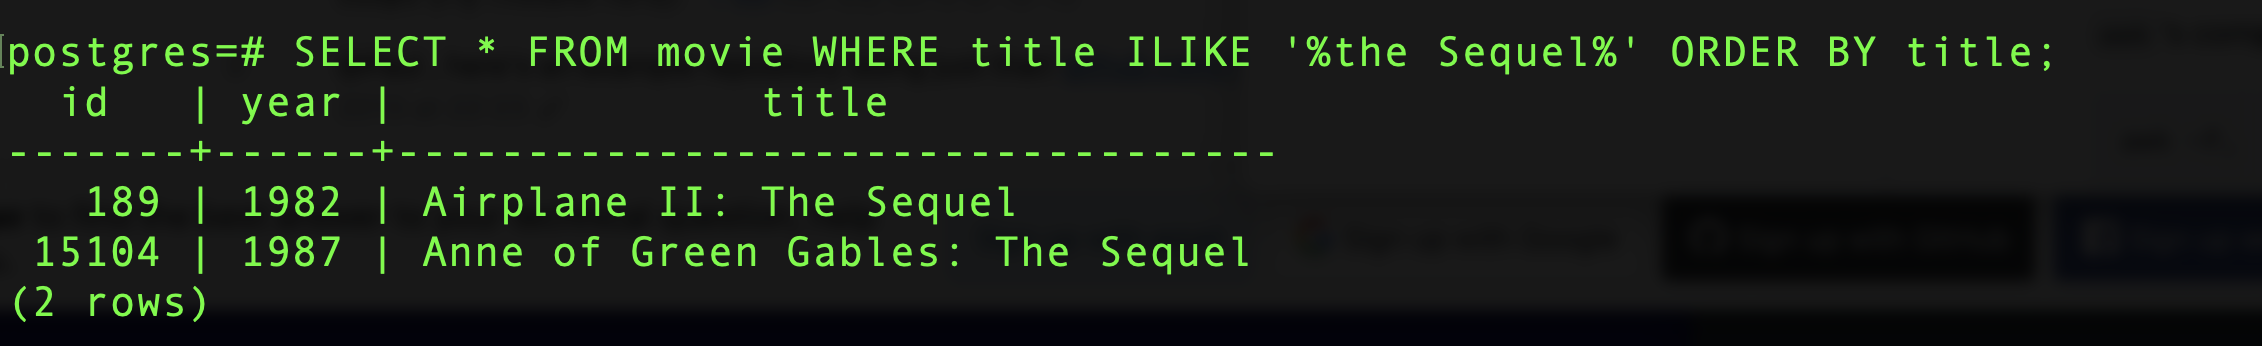 postgres=# SELECT * FROM movie WHERE title ILIKE '%the Sequel%' ORDER BY title;
  id   | year |              title
-------+------+----------------------------------
   189 | 1982 | Airplane II: The Sequel
 15104 | 1987 | Anne of Green Gables: The Sequel
(2 rows)